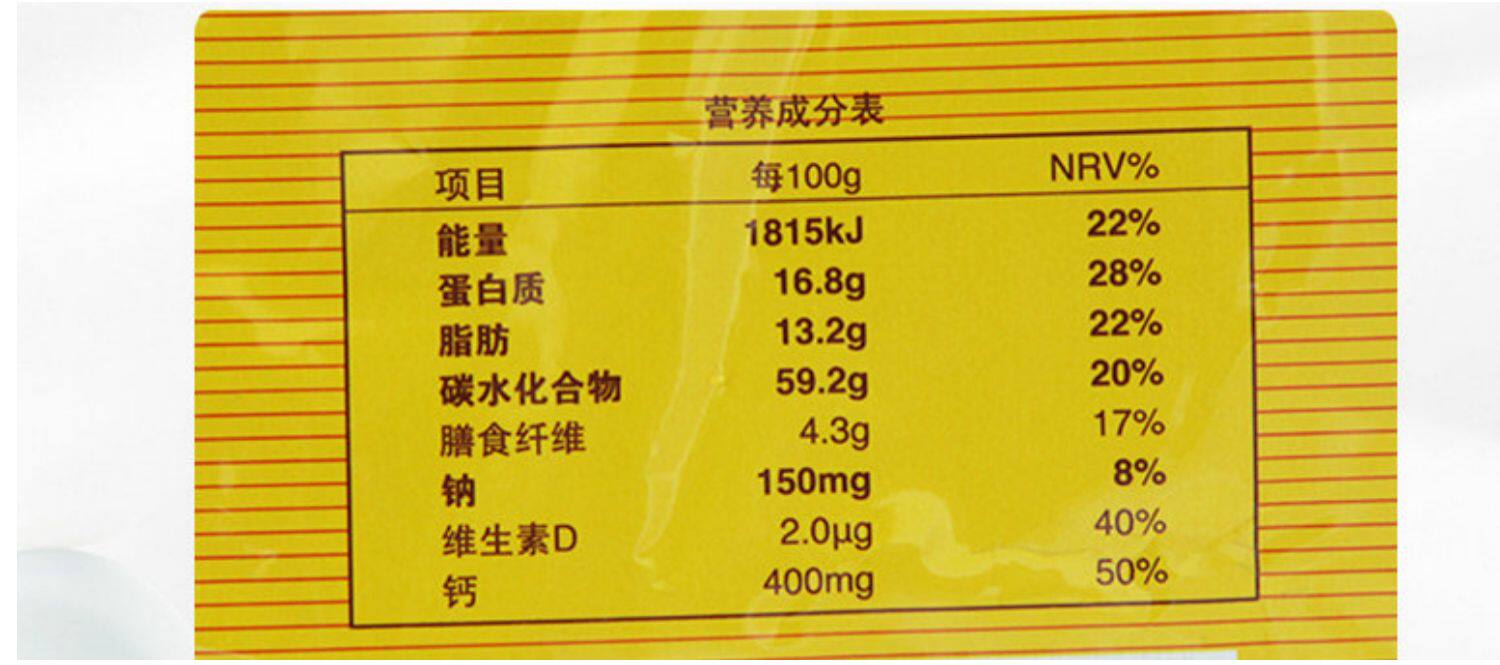 营养成分表
项目 每100g NRV%
能量 1815kJ 22%
蛋白质 16.8g 28%
脂肪 13.2g 22%
碳水化合物 59.2g 20%
膳食纤维 4.3g 17%
钠 150mg 8%
维生素D 2.0µg 40%
钙 400mg 50%